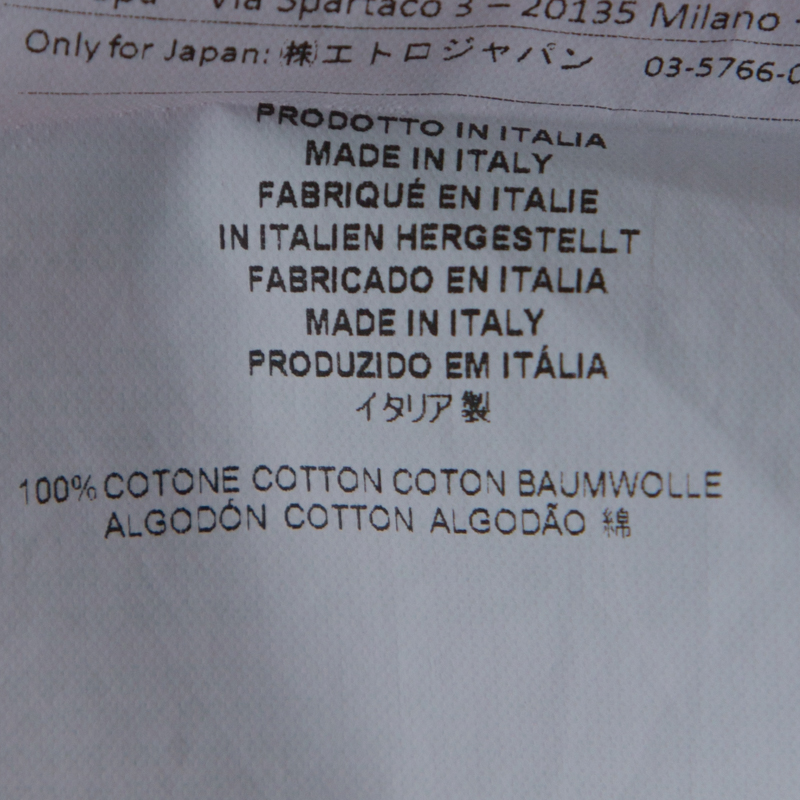 Via Spartaco 3 – 20135 Milano -
Only for Japan: ㈱エトロジャパン 03-5766-0
PRODOTTO IN ITALIA
MADE IN ITALY
FABRIQUÉ EN ITALIE
IN ITALIEN HERGESTELLT
FABRICADO EN ITALIA
MADE IN ITALY
PRODUZIDO EM ITÁLIA
イタリア製
100% COTONE COTTON COTON BAUMWOLLE
ALGODÓN COTTON ALGODÃO 綿